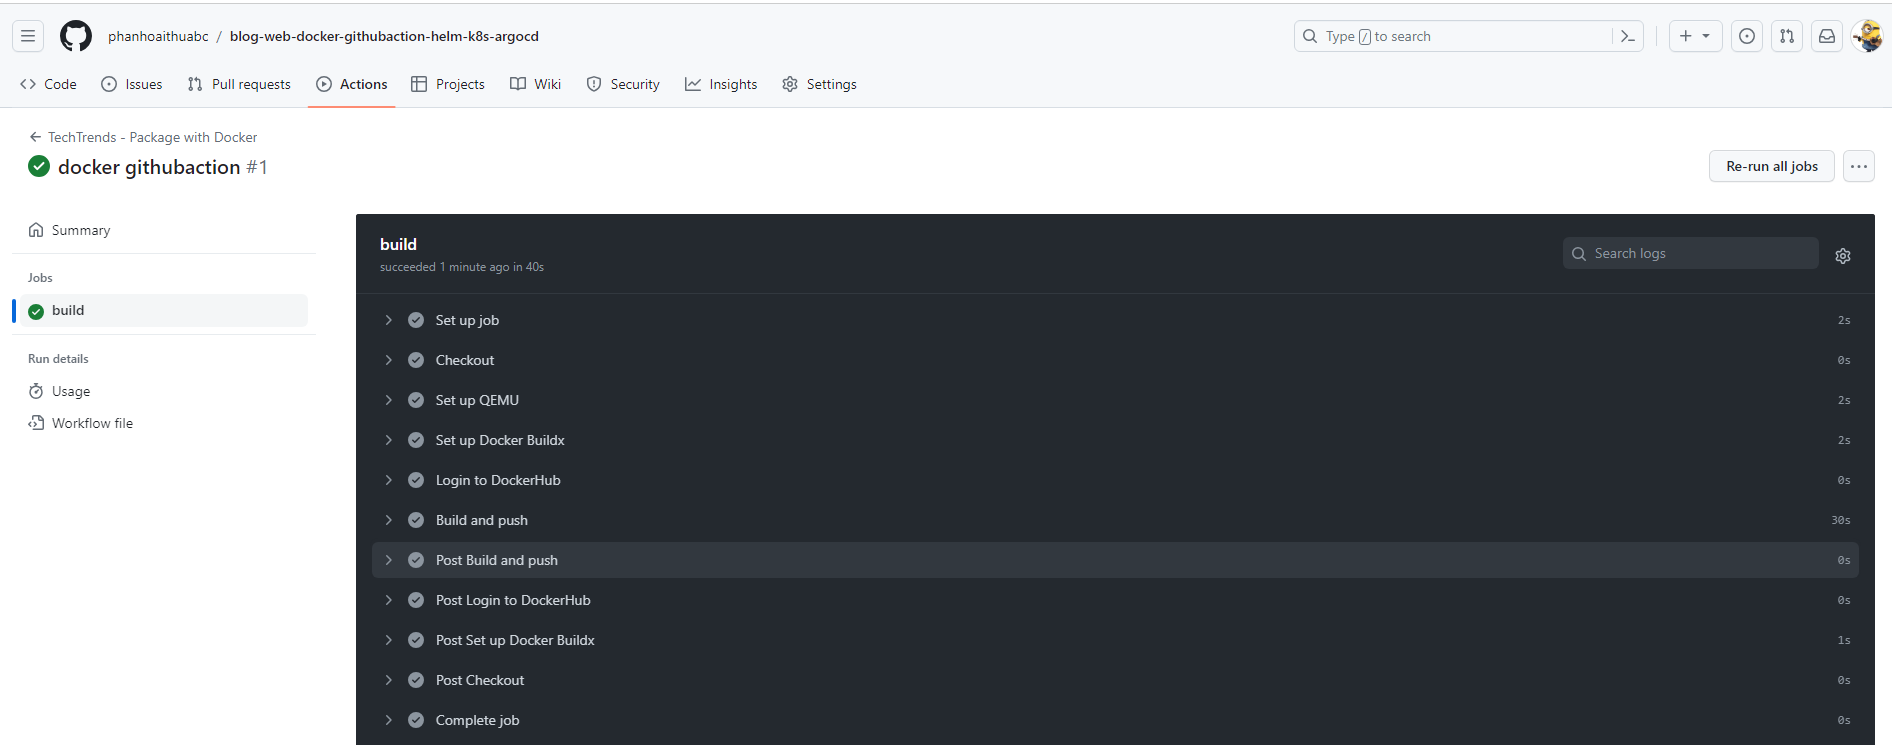 phanhoaithuabc / blog-web-docker-githubaction-helm-k8s-argocd
Type / to search
Code Issues Pull requests Actions Projects Wiki Security Insights Settings
TechTrends - Package with Docker
docker githubaction #1
Re-run all jobs
Summary
Jobs
build
Run details
Usage
Workflow file
build
succeeded 1 minute ago in 40s
Search logs
Set up job 2s
Checkout 0s
Set up QEMU 2s
Set up Docker Buildx 2s
Login to DockerHub 0s
Build and push 30s
Post Build and push 0s
Post Login to DockerHub 0s
Post Set up Docker Buildx 1s
Post Checkout 0s
Complete job 0s